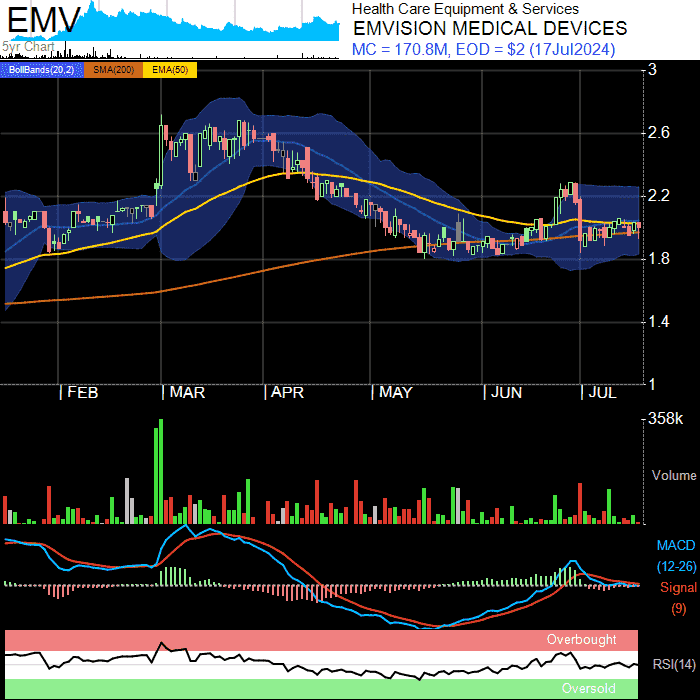 EMV
Health Care Equipment & Services
EMVISION MEDICAL DEVICES
MC = 170.8M, EOD = $2 (17Jul2024)
5yr Chart
BollBands(20,2) SMA(200) EMA(50)
3
2.6
2.2
1.8
1.4
1
FEB MAR APR MAY JUN JUL
358k
Volume
MACD
(12-26)
Signal
(9)
Overbought
RSI(14)
Oversold